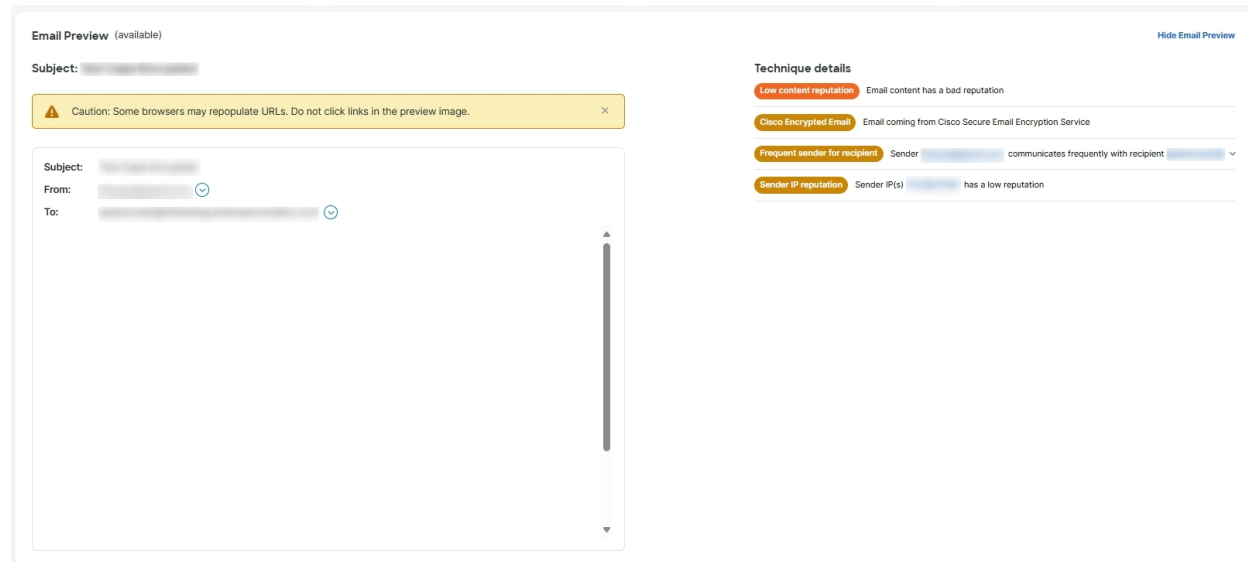 Email Preview (available)
Hide Email Preview
Subject:
Caution: Some browsers may repopulate URLs. Do not click links in the preview image.
Subject:
From:
To:
Technique details
Low content reputation Email content has a bad reputation
Cisco Encrypted Email Email coming from Cisco Secure Email Encryption Service
Frequent sender for recipient Sender communicates frequently with recipient
Sender IP reputation Sender IP(s) has a low reputation